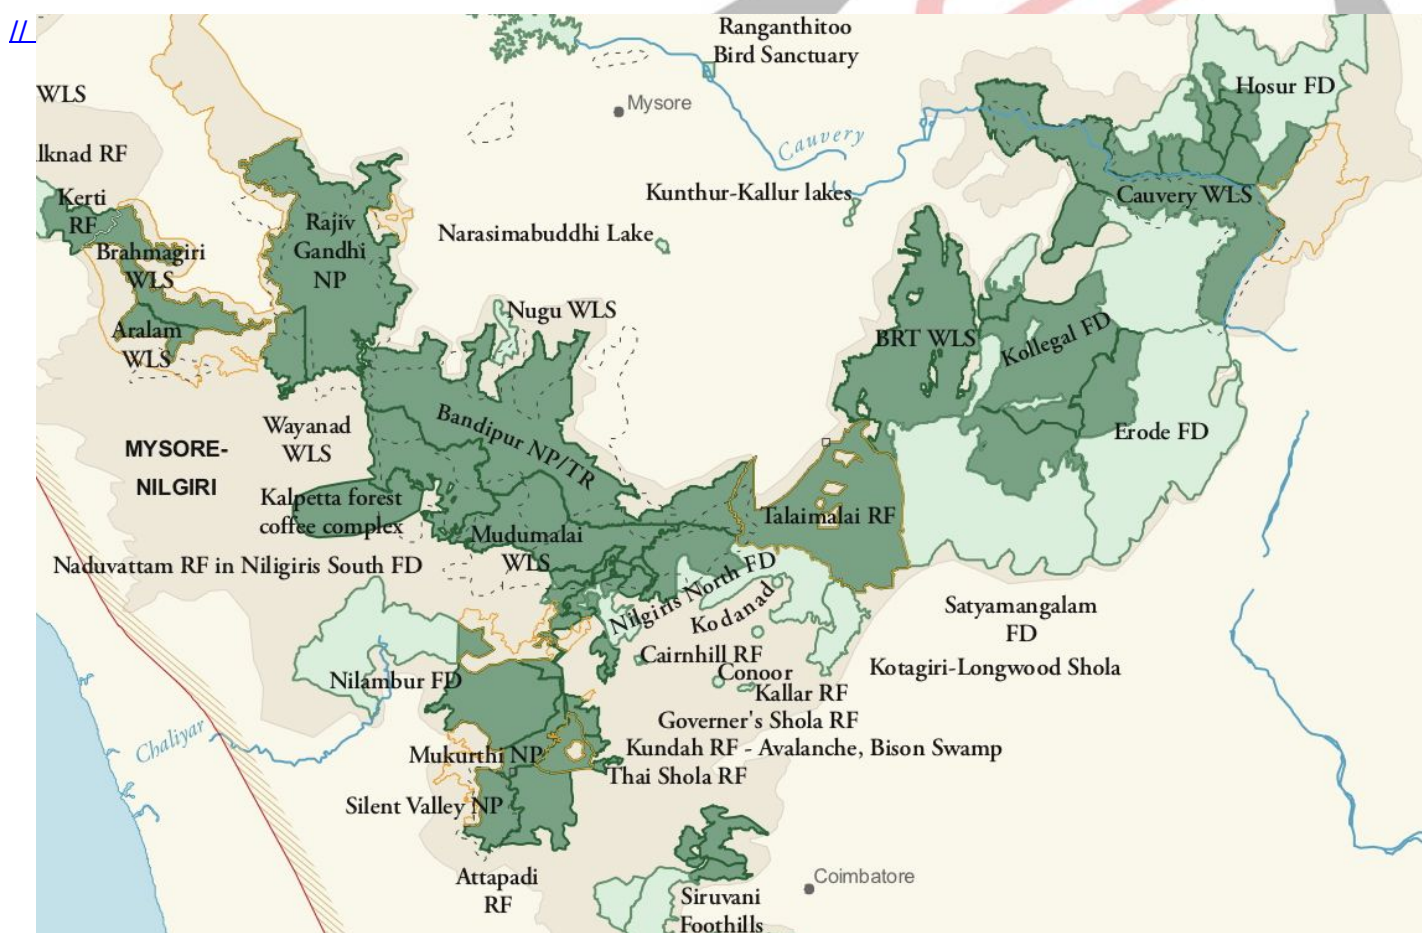 //
Ranganthitoo
Bird Sanctuary
Hosur FD
WLS
Mysore
Cauvery
lknad RF
Kerti
RF
Kunthur-Kallur lakes
Cauvery WLS
Rajiv
Gandhi
NP
Narasimabuddhi Lake
Brahmagiri
WLS
Nugu WLS
Aralam
WLS
BRT WLS
Kollegal FD
Wayanad
WLS
Bandipur NP/TR
Erode FD
MYSORE-
NILGIRI
Kalpetta forest
coffee complex
Talaimalai RF
Mudumalai
WLS
Naduvattam RF in Niligiris South FD
Nilgiris North FD
Kodanad
Satyamangalam
FD
Cairnhill RF
Conoor
Kotagiri-Longwood Shola
Nilambur FD
Kallar RF
Governer's Shola RF
Chaliyar
Mukurthi NP
Kundah RF - Avalanche, Bison Swamp
Thai Shola RF
Silent Valley NP
Attapadi
RF
Coimbatore
Siruvani
Foothills